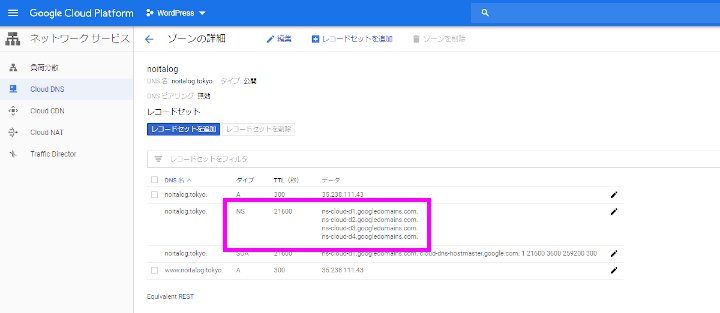 Google Cloud Platform
WordPress
ネットワーク サービス
ゾーンの詳細
編集
レコードセットを追加
ゾーンを削除
負荷分散
Cloud DNS
Cloud CDN
Cloud NAT
Traffic Director
noitalog
DNS 名 noitalog.tokyo. タイプ 公開
DNS ピアリング 無効
レコードセット
レコードセットを追加 レコードセットを削除
レコードセットをフィルタ
DNS 名 タイプ TTL（秒） データ
noitalog.tokyo. A 300 35.238.111.43
noitalog.tokyo. NS 21600 ns-cloud-d1.googledomains.com.
ns-cloud-d2.googledomains.com.
ns-cloud-d3.googledomains.com.
ns-cloud-d4.googledomains.com.
noitalog.tokyo. SOA 21600 ns-cloud-d1.googledomains.com. cloud-dns-hostmaster.google.com. 1 21600 3600 259200 300
www.noitalog.tokyo. A 300 35.238.111.43
Equivalent REST